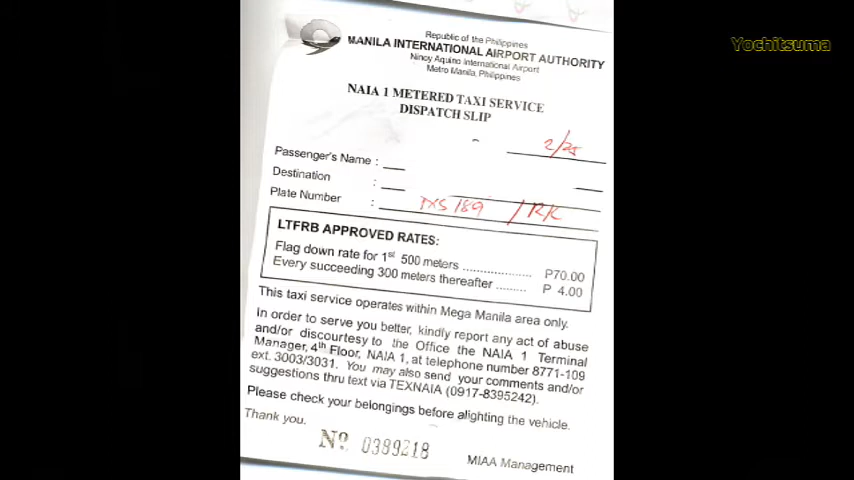 Yochitsuma
Republic of the Philippines
MANILA INTERNATIONAL AIRPORT AUTHORITY
Ninoy Aquino International Airport
Metro Manila, Philippines
NAIA 1 METERED TAXI SERVICE
DISPATCH SLIP
2/25
Passenger's Name :
Destination :
Plate Number : TXS 189 / RK
LTFRB APPROVED RATES:
Flag down rate for 1st 500 meters .................. P70.00
Every succeeding 300 meters thereafter ......... P 4.00
This taxi service operates within Mega Manila area only.
In order to serve you better, kindly report any act of abuse
and/or discourtesy to the Office the NAIA 1 Terminal
Manager, 4th Floor, NAIA 1, at telephone number 8771-109
ext. 3003/3031. You may also send your comments and/or
suggestions thru text via TEXNAIA (0917-8395242).
Please check your belongings before alighting the vehicle.
Thank you.
Nº 0389218
MIAA Management